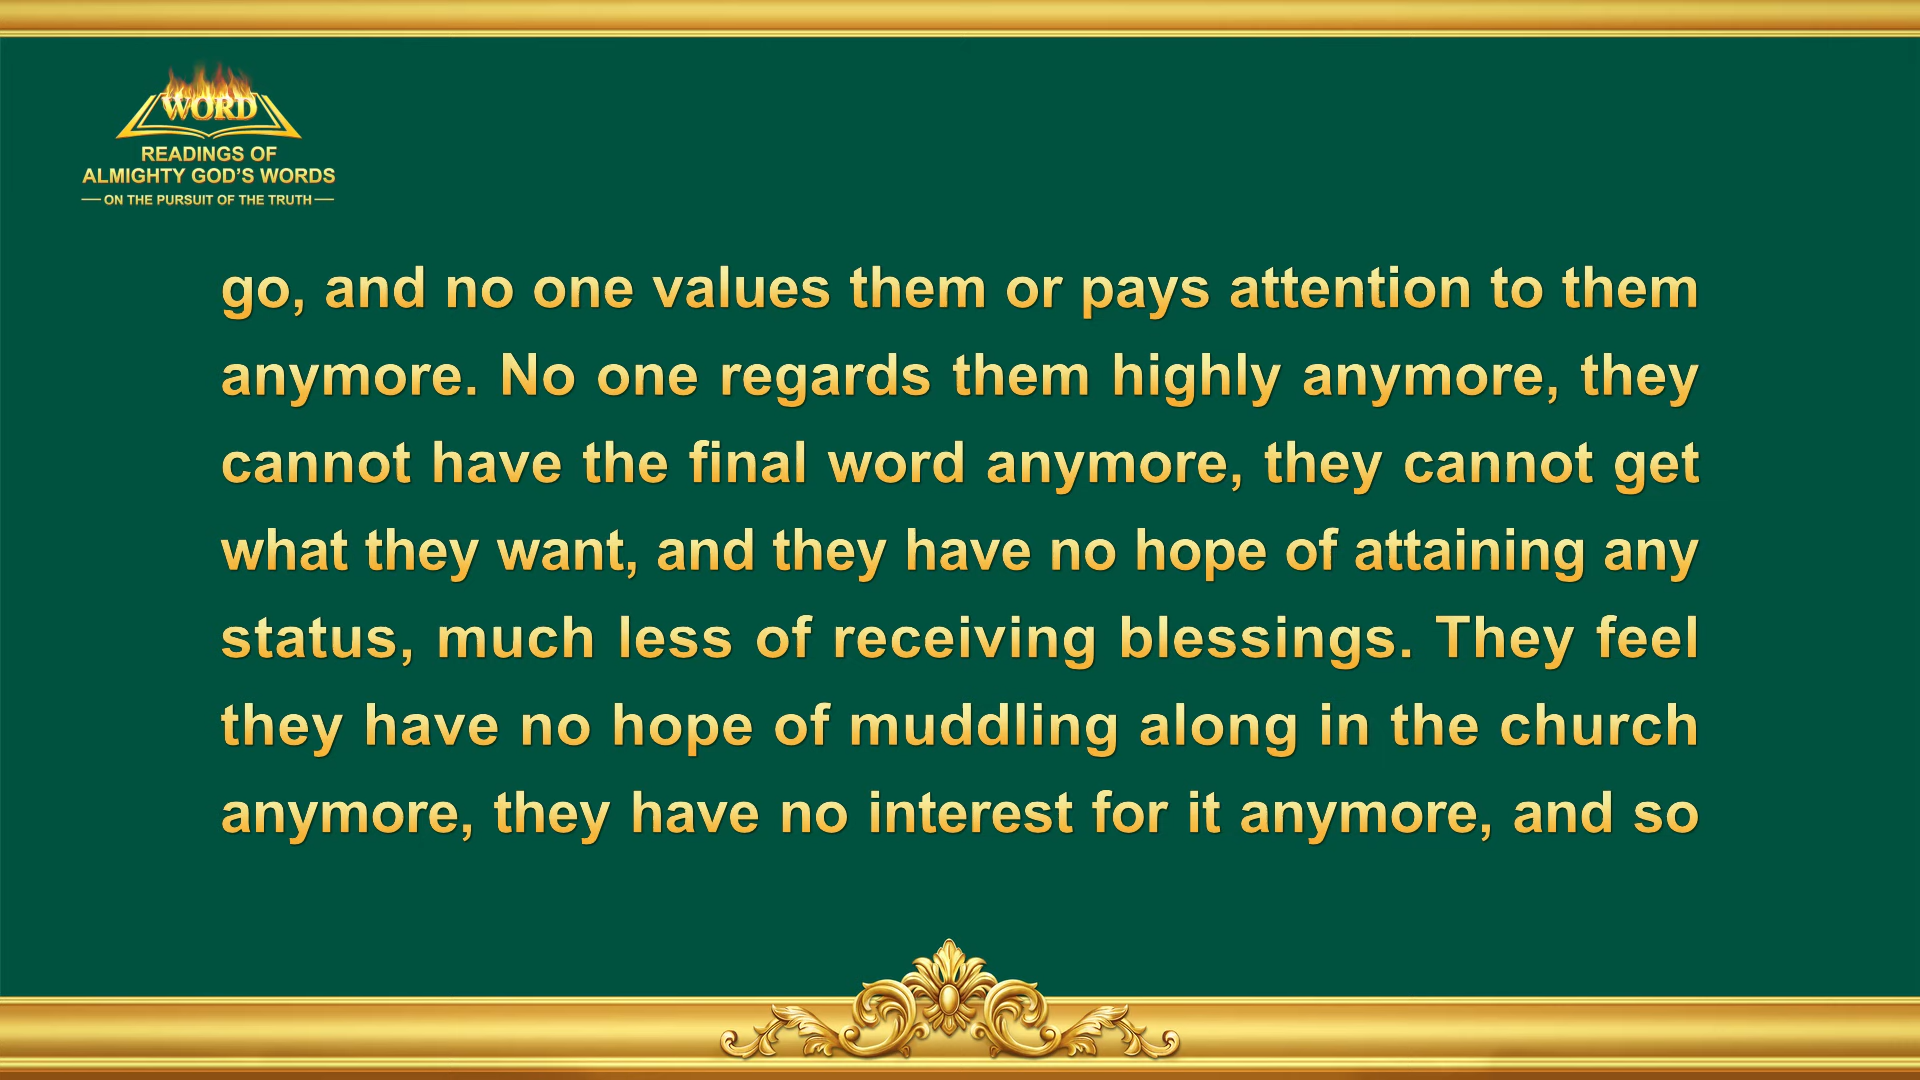 WORD
READINGS OF
ALMIGHTY GOD'S WORDS
ON THE PURSUIT OF THE TRUTH
go, and no one values them or pays attention to them
anymore. No one regards them highly anymore, they
cannot have the final word anymore, they cannot get
what they want, and they have no hope of attaining any
status, much less of receiving blessings. They feel
they have no hope of muddling along in the church
anymore, they have no interest for it anymore, and so